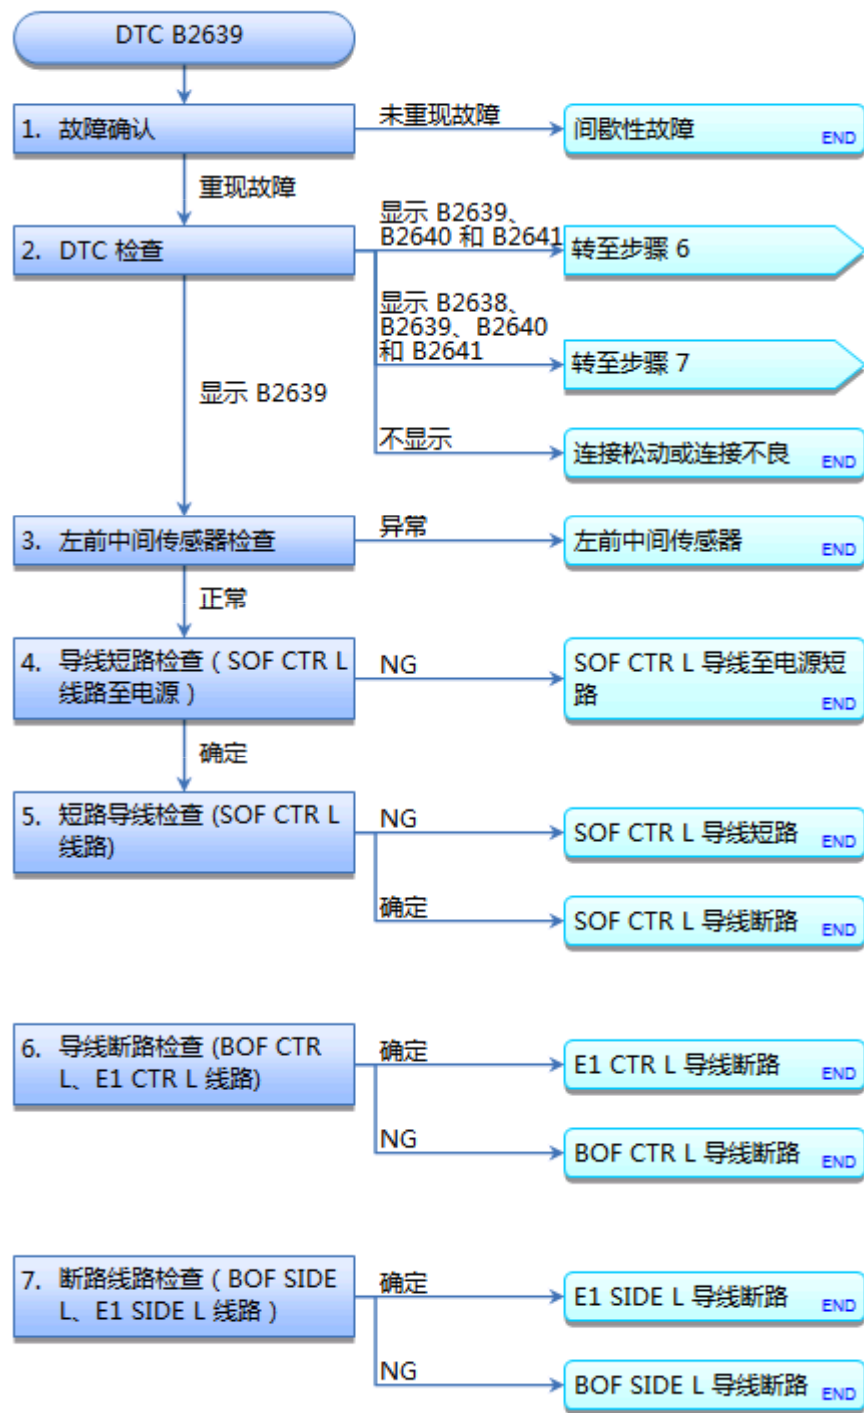 DTC B2639
1. 故障确认
未重现故障
间歇性故障
END
重现故障
2. DTC 检查
显示 B2639、
B2640 和 B2641
转至步骤 6
显示 B2638、
B2639、B2640
和 B2641
转至步骤 7
显示 B2639
不显示
连接松动或连接不良
END
3. 左前中间传感器检查
异常
左前中间传感器
END
正常
4. 导线短路检查（SOF CTR L
线路至电源）
NG
SOF CTR L 导线至电源短
路
END
确定
5. 短路导线检查 (SOF CTR L
线路)
NG
SOF CTR L 导线短路
END
确定
SOF CTR L 导线断路
END
6. 导线断路检查 (BOF CTR
L、E1 CTR L 线路)
确定
E1 CTR L 导线断路
END
NG
BOF CTR L 导线断路
END
7. 断路线路检查（BOF SIDE
L、E1 SIDE L 线路）
确定
E1 SIDE L 导线断路
END
NG
BOF SIDE L 导线断路
END